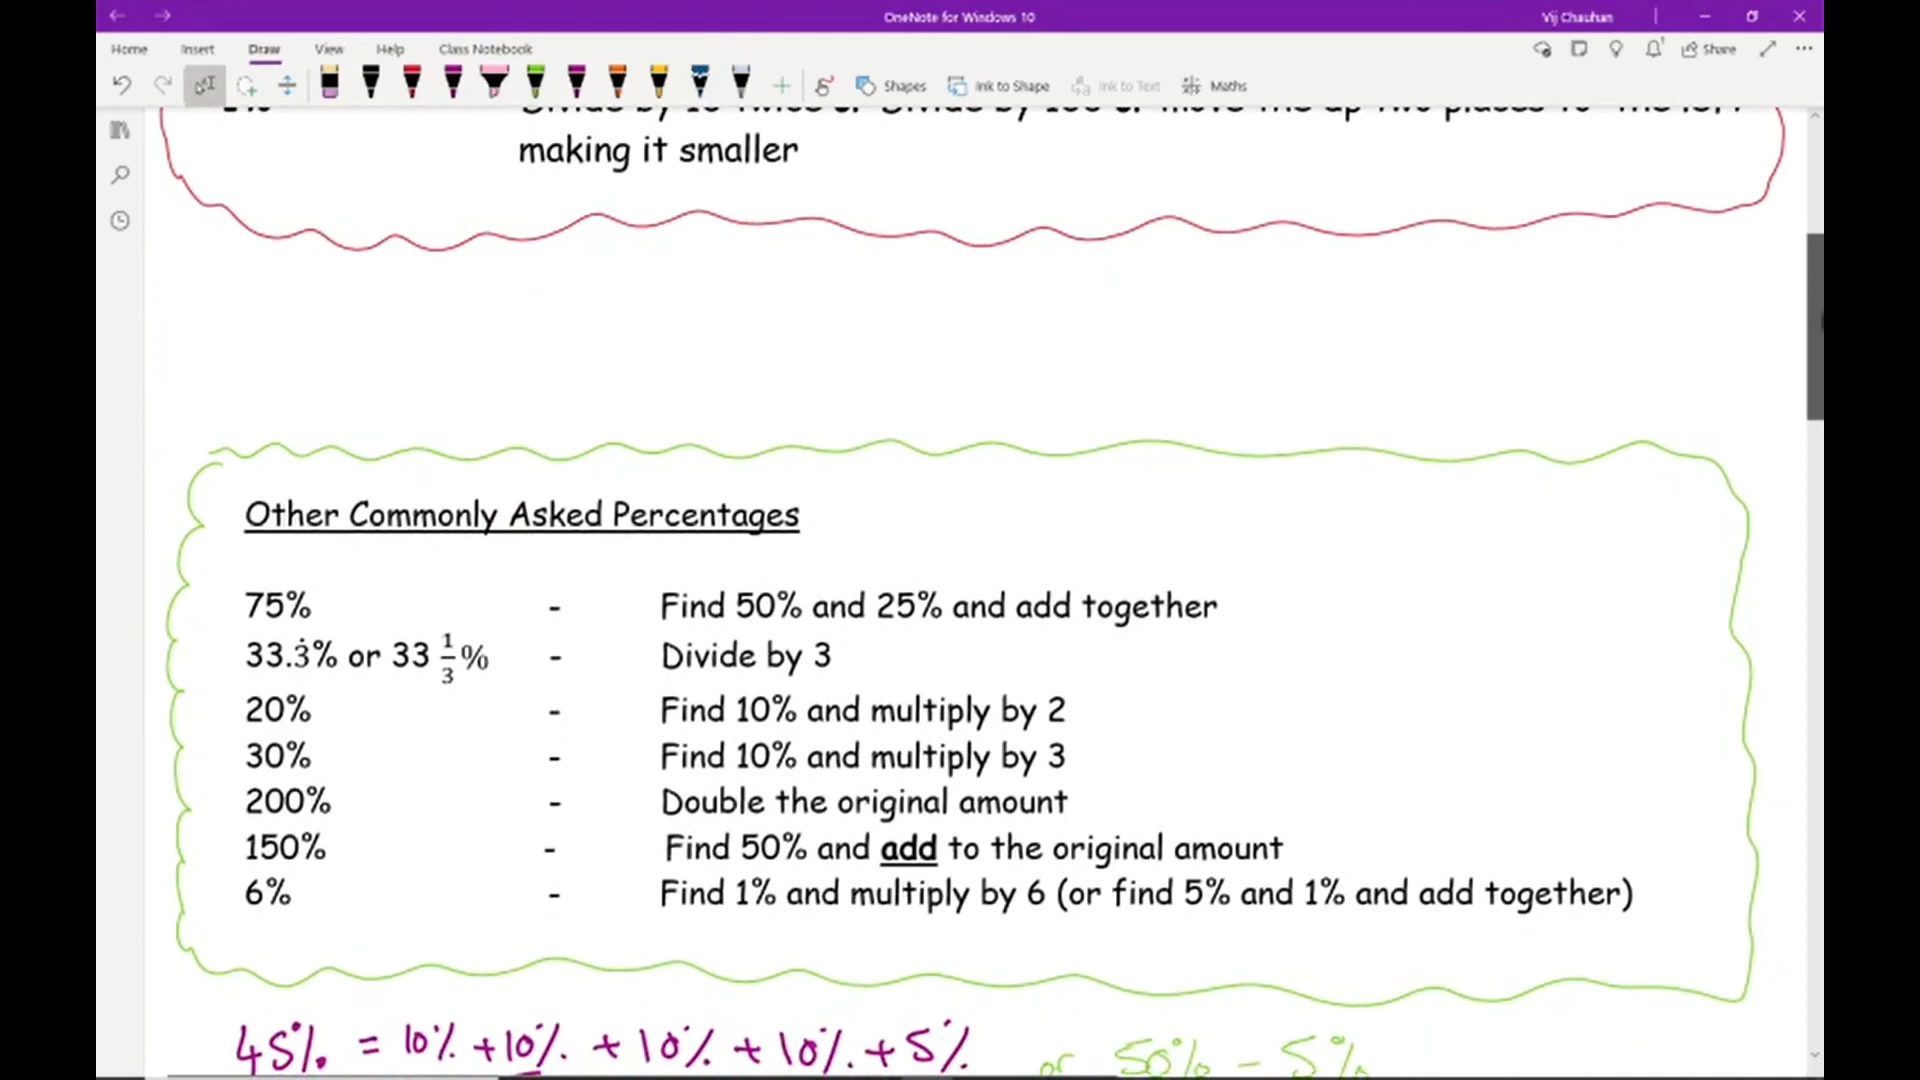 OneNote for Windows 10
Vij Chauhan
Home Insert Draw View Help Class Notebook
Share
Shapes Ink to Shape Ink to Text Maths
making it smaller
Other Commonly Asked Percentages
75% - Find 50% and 25% and add together
33.3̇% or 33 1/3 % - Divide by 3
20% - Find 10% and multiply by 2
30% - Find 10% and multiply by 3
200% - Double the original amount
150% - Find 50% and add to the original amount
6% - Find 1% and multiply by 6 (or find 5% and 1% and add together)
45% = 10% + 10% + 10% + 10% + 5% or 50% - 5%